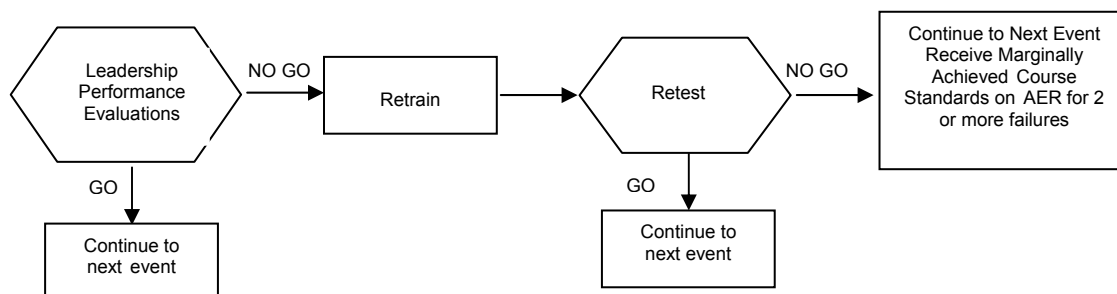 Leadership
Performance
Evaluations
NO GO
Retrain
Retest
NO GO
Continue to Next Event
Receive Marginally
Achieved Course
Standards on AER for 2
or more failures
GO
Continue to
next event
GO
Continue to
next event